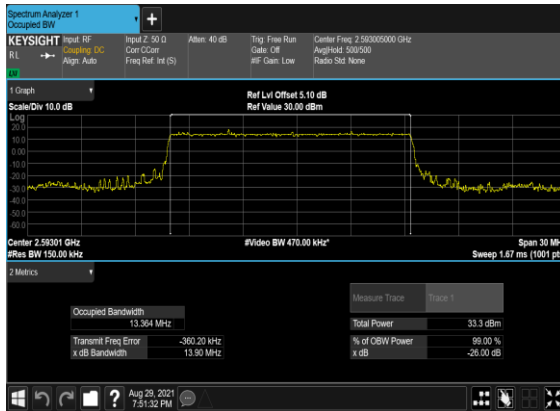 Spectrum Analyzer 1
Occupied BW
KEYSIGHT Input: RF Input Z: 50 Ω Atten: 40 dB Trig: Free Run Center Freq: 2.593005000 GHz
RL Coupling: DC Corr CCorr Gate: Off Avg|Hold: 500/500
Align: Auto Freq Ref: Int (S) #IF Gain: Low Radio Std: None
1 Graph
Ref Lvl Offset 5.10 dB
Scale/Div 10.0 dB Ref Value 30.00 dBm
Log
20.0
10.0
0.00
-10.0
-20.0
-30.0
-40.0
-50.0
-60.0
Center 2.59301 GHz #Video BW 470.00 kHz* Span 30 MH
#Res BW 150.00 kHz Sweep 1.67 ms (1001 pt
2 Metrics
Measure Trace Trace 1
Occupied Bandwidth
13.364 MHz Total Power 33.3 dBm
Transmit Freq Error -360.20 kHz % of OBW Power 99.00 %
x dB Bandwidth 13.90 MHz x dB -26.00 dB
Aug 29, 2021
7:51:32 PM